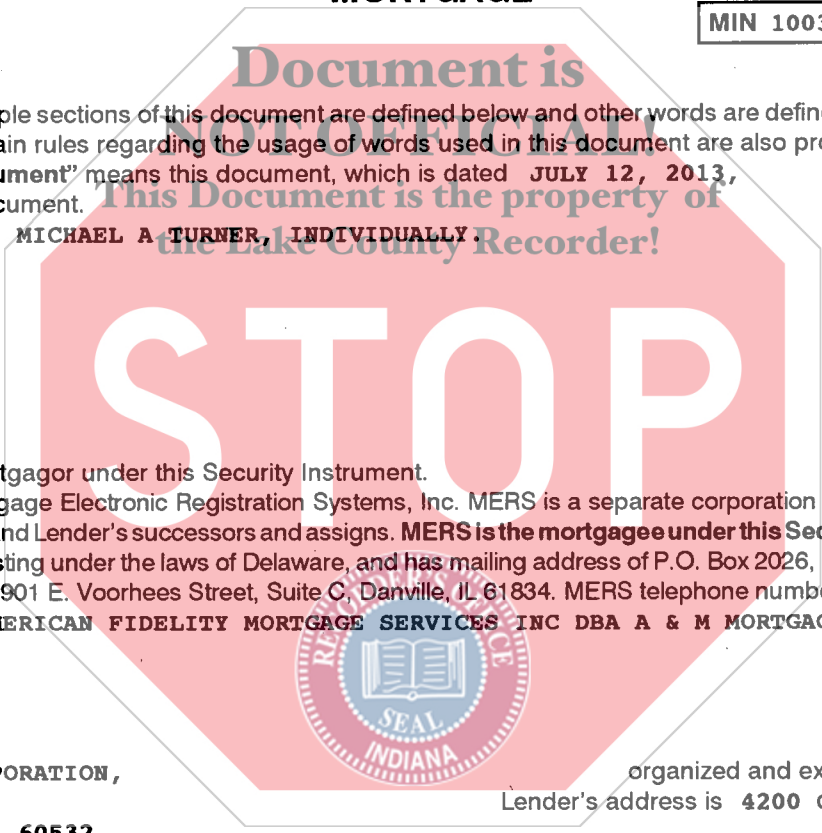 MORTGAGE
MIN 1003
Document is
ple sections of this document are defined below and other words are define
NOT OFFICIAL!
ain rules regarding the usage of words used in this document are also pro
ument" means this document, which is dated JULY 12, 2013,
This Document is the property of
cument.
MICHAEL A TURNER, INDIVIDUALLY.
the Lake County Recorder!
STOP
tgagor under this Security Instrument.
gage Electronic Registration Systems, Inc. MERS is a separate corporation
nd Lender's successors and assigns. MERS is the mortgagee under this Sec
sting under the laws of Delaware, and has mailing address of P.O. Box 2026,
901 E. Voorhees Street, Suite C, Danville, IL 61834. MERS telephone numbe
ERICAN FIDELITY MORTGAGE SERVICES INC DBA A & M MORTGAG
RECORDER'S OFFICE
SEAL
INDIANA
PORATION,
organized and ex
Lender's address is 4200 C
60532